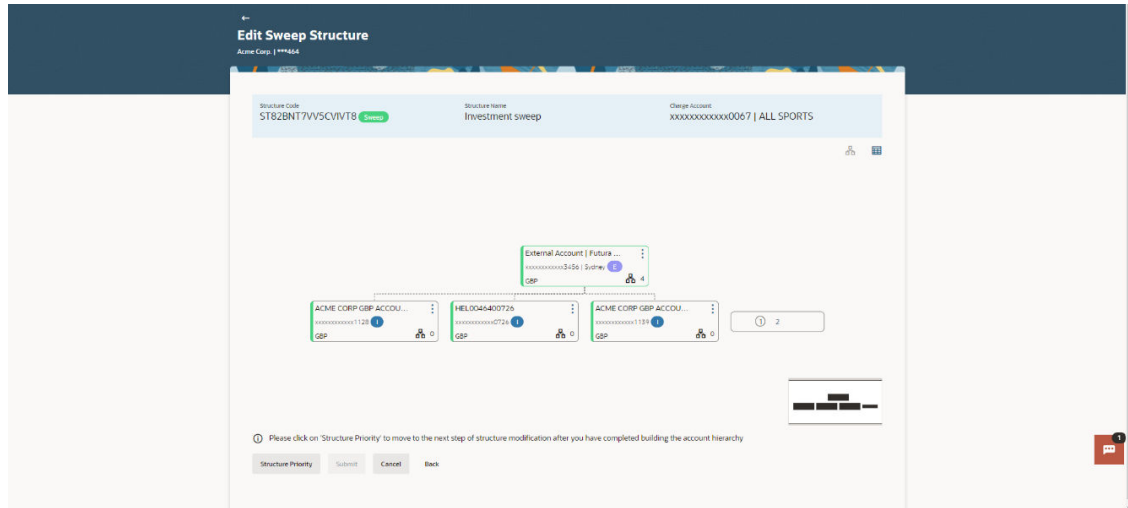 ←
Edit Sweep Structure
Acme Corp. | ***464
Structure Code
ST82BNT7VV5CVIVT8 Sweep
Structure Name
Investment sweep
Charge Account
xxxxxxxxxxxx0067 | ALL SPORTS
External Account | Futura ...
xxxxxxxxxxxx3456 | Sydney E
GBP 4
ACME CORP GBP ACCOU...
xxxxxxxxxxxx1128 I
GBP 0
HEL0046400726
xxxxxxxxxxxx0726 I
GBP 0
ACME CORP GBP ACCOU...
xxxxxxxxxxxx1139 I
GBP 0
1 2
Please click on 'Structure Priority' to move to the next step of structure modification after you have completed building the account hierarchy
Structure Priority Submit Cancel Back
1